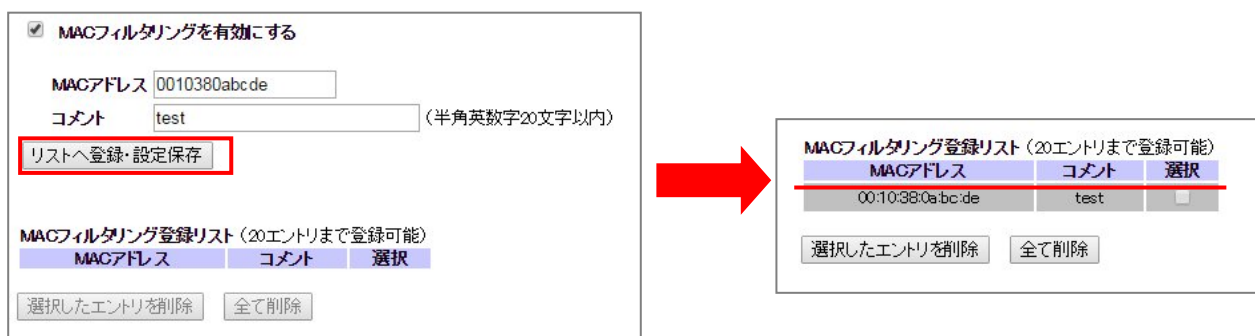 MACフィルタリングを有効にする
MACアドレス 0010380abcde
コメント test (半角英数字20文字以内)
リストへ登録・設定保存
MACフィルタリング登録リスト(20エントリまで登録可能)
MACアドレス コメント 選択
選択したエントリを削除 全て削除
MACフィルタリング登録リスト(20エントリまで登録可能)
MACアドレス コメント 選択
00:10:38:0a:bc:de test
選択したエントリを削除 全て削除